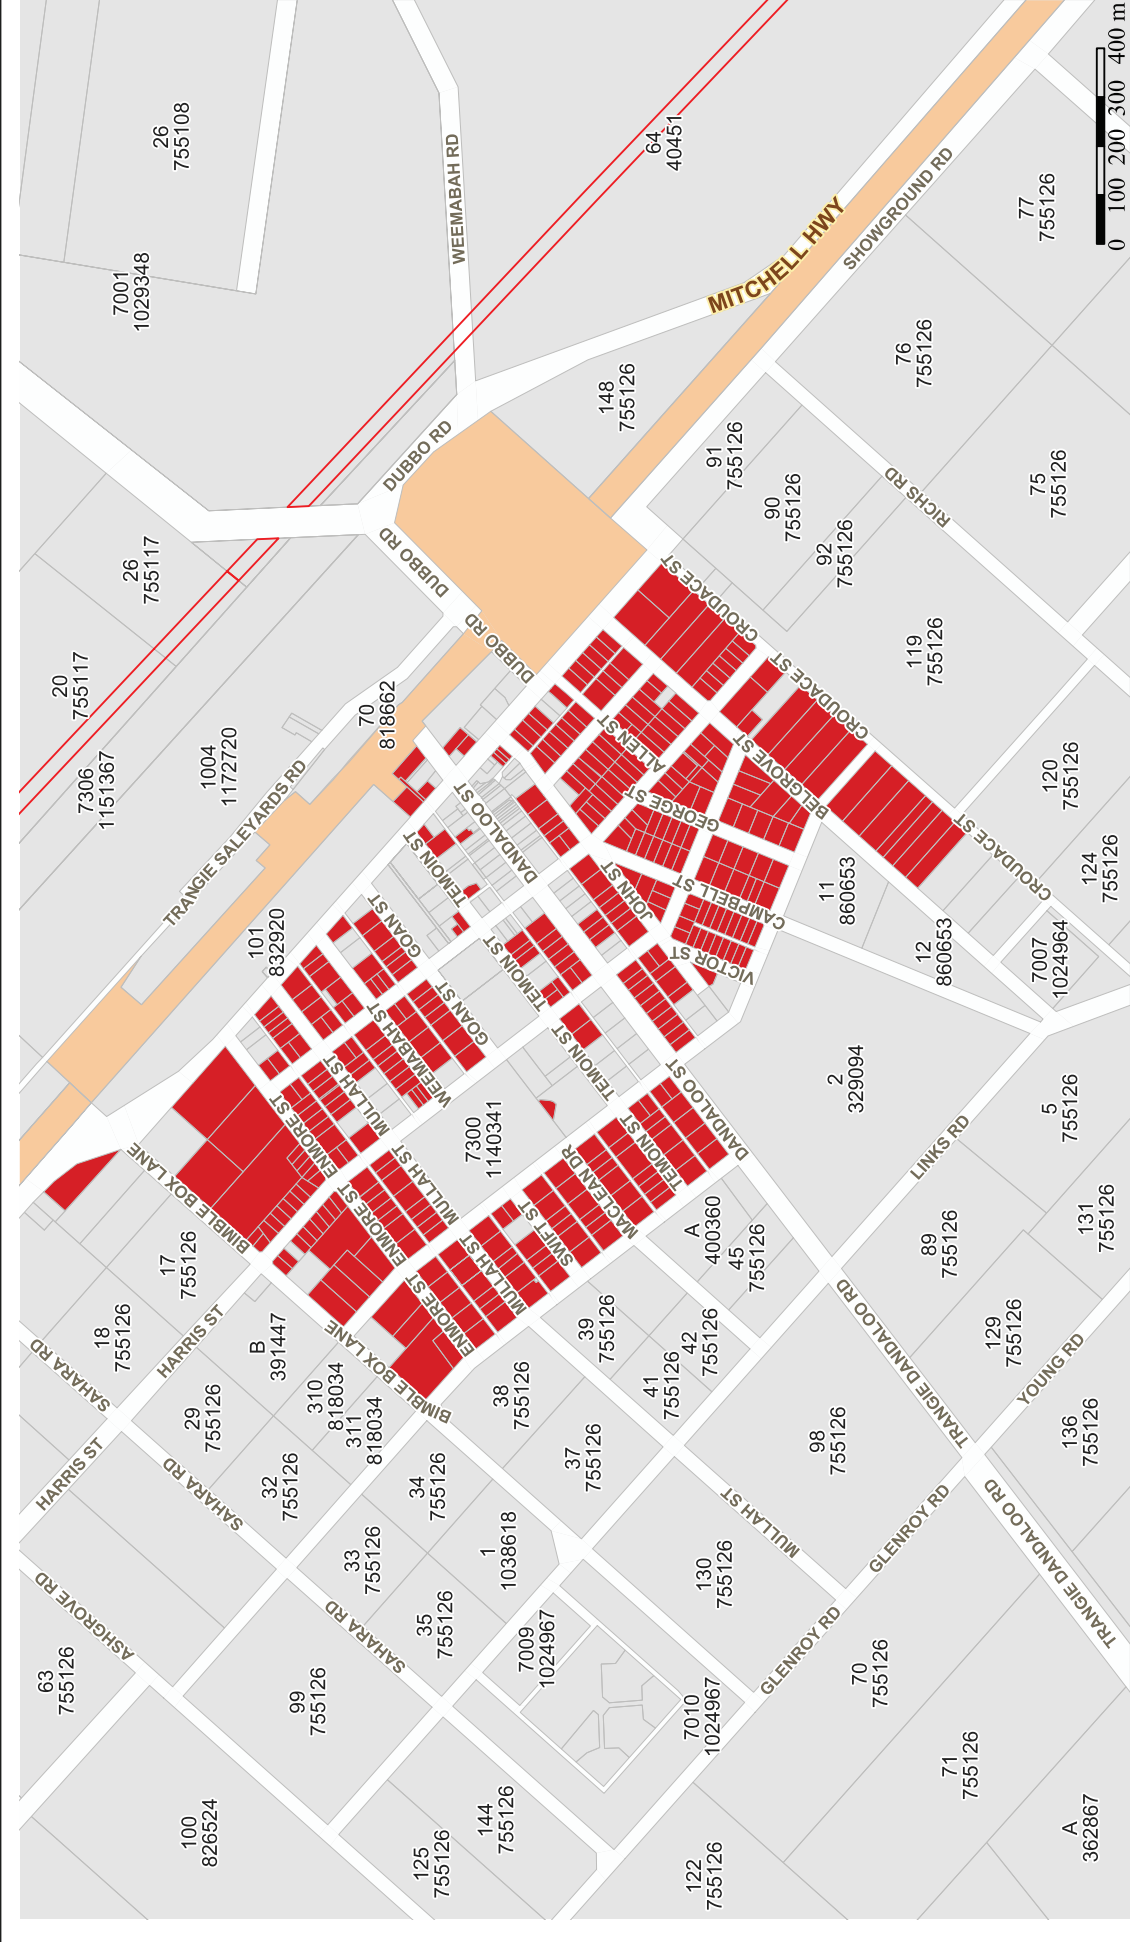 26
755108
7001
1029348
WEEMABAH RD
64
40451
MITCHELL HWY
SHOWGROUND RD
77
755126
0 100 200 300 400 m
76
755126
148
755126
DUBBO RD
91
755126
90
755126
92
755126
RICHS RD
75
755126
26
755117
DUBBO RD
DUBBO RD
CROUDACE ST
20
755117
7306
1151367
1004
1172720
70
818662
119
755126
CROUDACE ST
CROUDACE ST
CROUDACE ST
120
755126
124
755126
TRANGIE SALEYARDS RD
ALLEN ST
GEORGE ST
BELGROVE ST
DANDALOO ST
TEMOIN ST
JOHN ST
CAMPBELL ST
VICTOR ST
11
860653
12
860653
7007
1024964
101
832920
GOAN ST
GOAN ST
TEMOIN ST
TEMOIN ST
WEEMABAH ST
MULLAH ST
ENMORE ST
7300
1140341
DANDALOO ST
2
329094
5
755126
LINKS RD
BIMBLE BOX LANE
ENMORE ST
MULLAH ST
MACLEAN DR
TEMOIN ST
SWIFT ST
MULLAH ST
ENMORE ST
BIMBLE BOX LANE
A
400360
45
755126
89
755126
131
755126
17
755126
18
755126
HARRIS ST
B
391447
310
818034
311
818034
SAHARA RD
29
755126
32
755126
38
755126
39
755126
42
755126
41
755126
TRANGIE DANDALOO RD
129
755126
YOUNG RD
136
755126
HARRIS ST
SAHARA RD
34
755126
37
755126
98
755126
33
755126
1
1038618
MULLAH ST
130
755126
GLENROY RD
TRANGIE DANDALOO RD
ASHGROVE RD
63
755126
SAHARA RD
35
755126
7009
1024967
7010
1024967
GLENROY RD
70
755126
99
755126
71
755126
100
826524
144
755126
125
755126
122
755126
A
362867